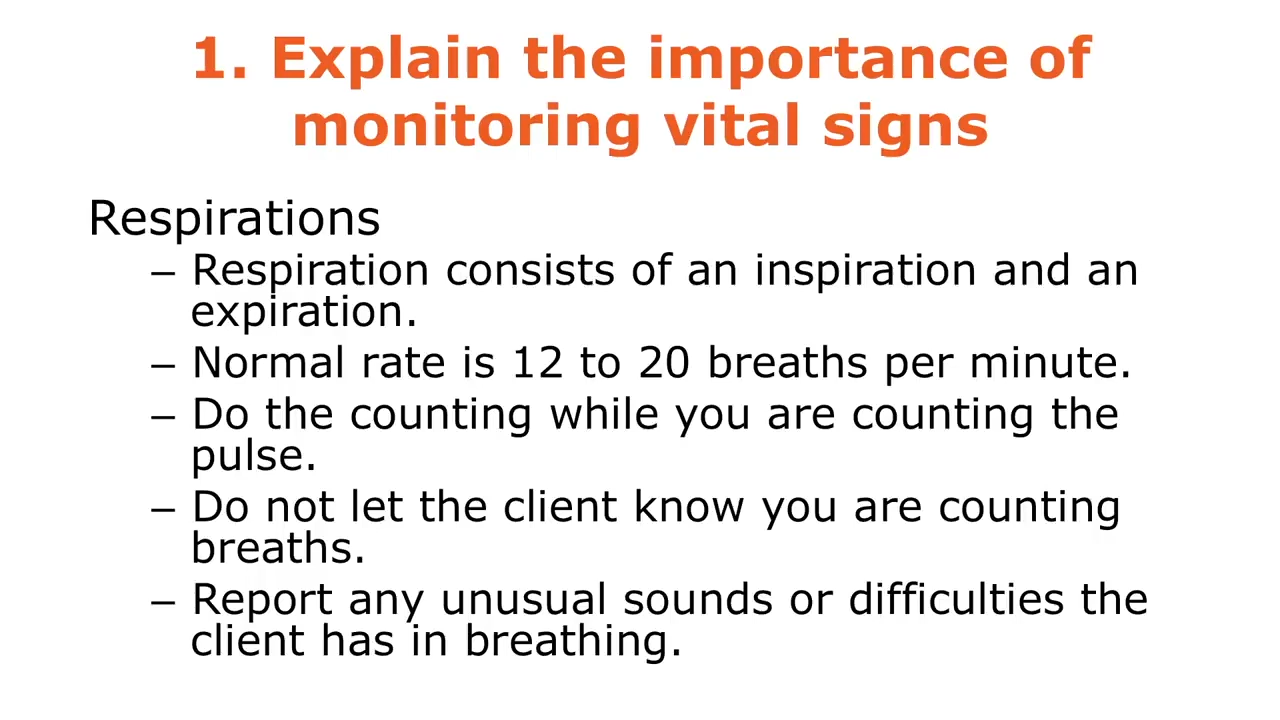 1. Explain the importance of
monitoring vital signs
Respirations
– Respiration consists of an inspiration and an
expiration.
– Normal rate is 12 to 20 breaths per minute.
– Do the counting while you are counting the
pulse.
– Do not let the client know you are counting
breaths.
– Report any unusual sounds or difficulties the
client has in breathing.